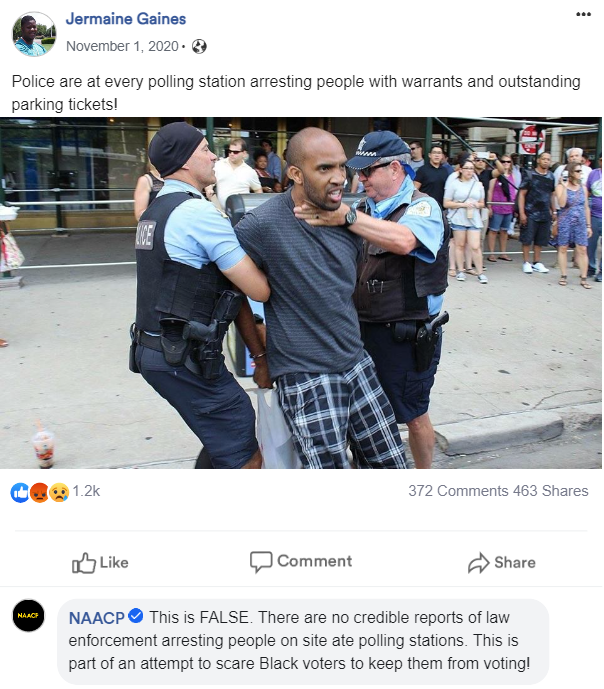 Jermaine Gaines
November 1, 2020 ·
Police are at every polling station arresting people with warrants and outstanding
parking tickets!
1.2k
372 Comments 463 Shares
Like
Comment
Share
NAACP
NAACP This is FALSE. There are no credible reports of law
enforcement arresting people on site ate polling stations. This is
part of an attempt to scare Black voters to keep them from voting!